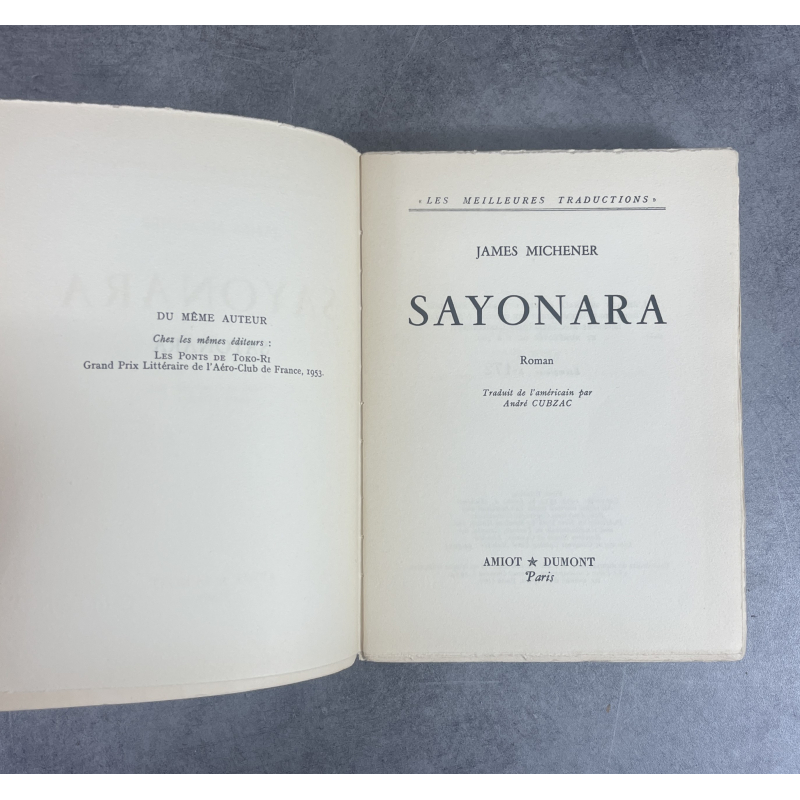 DU MÊME AUTEUR
Chez les mêmes éditeurs :
LES PONTS DE TOKO-RI
Grand Prix Littéraire de l'Aéro-Club de France, 1953.
« LES MEILLEURES TRADUCTIONS »
JAMES MICHENER
SAYONARA
Roman
Traduit de l'américain par
André CUBZAC
AMIOT ★ DUMONT
Paris